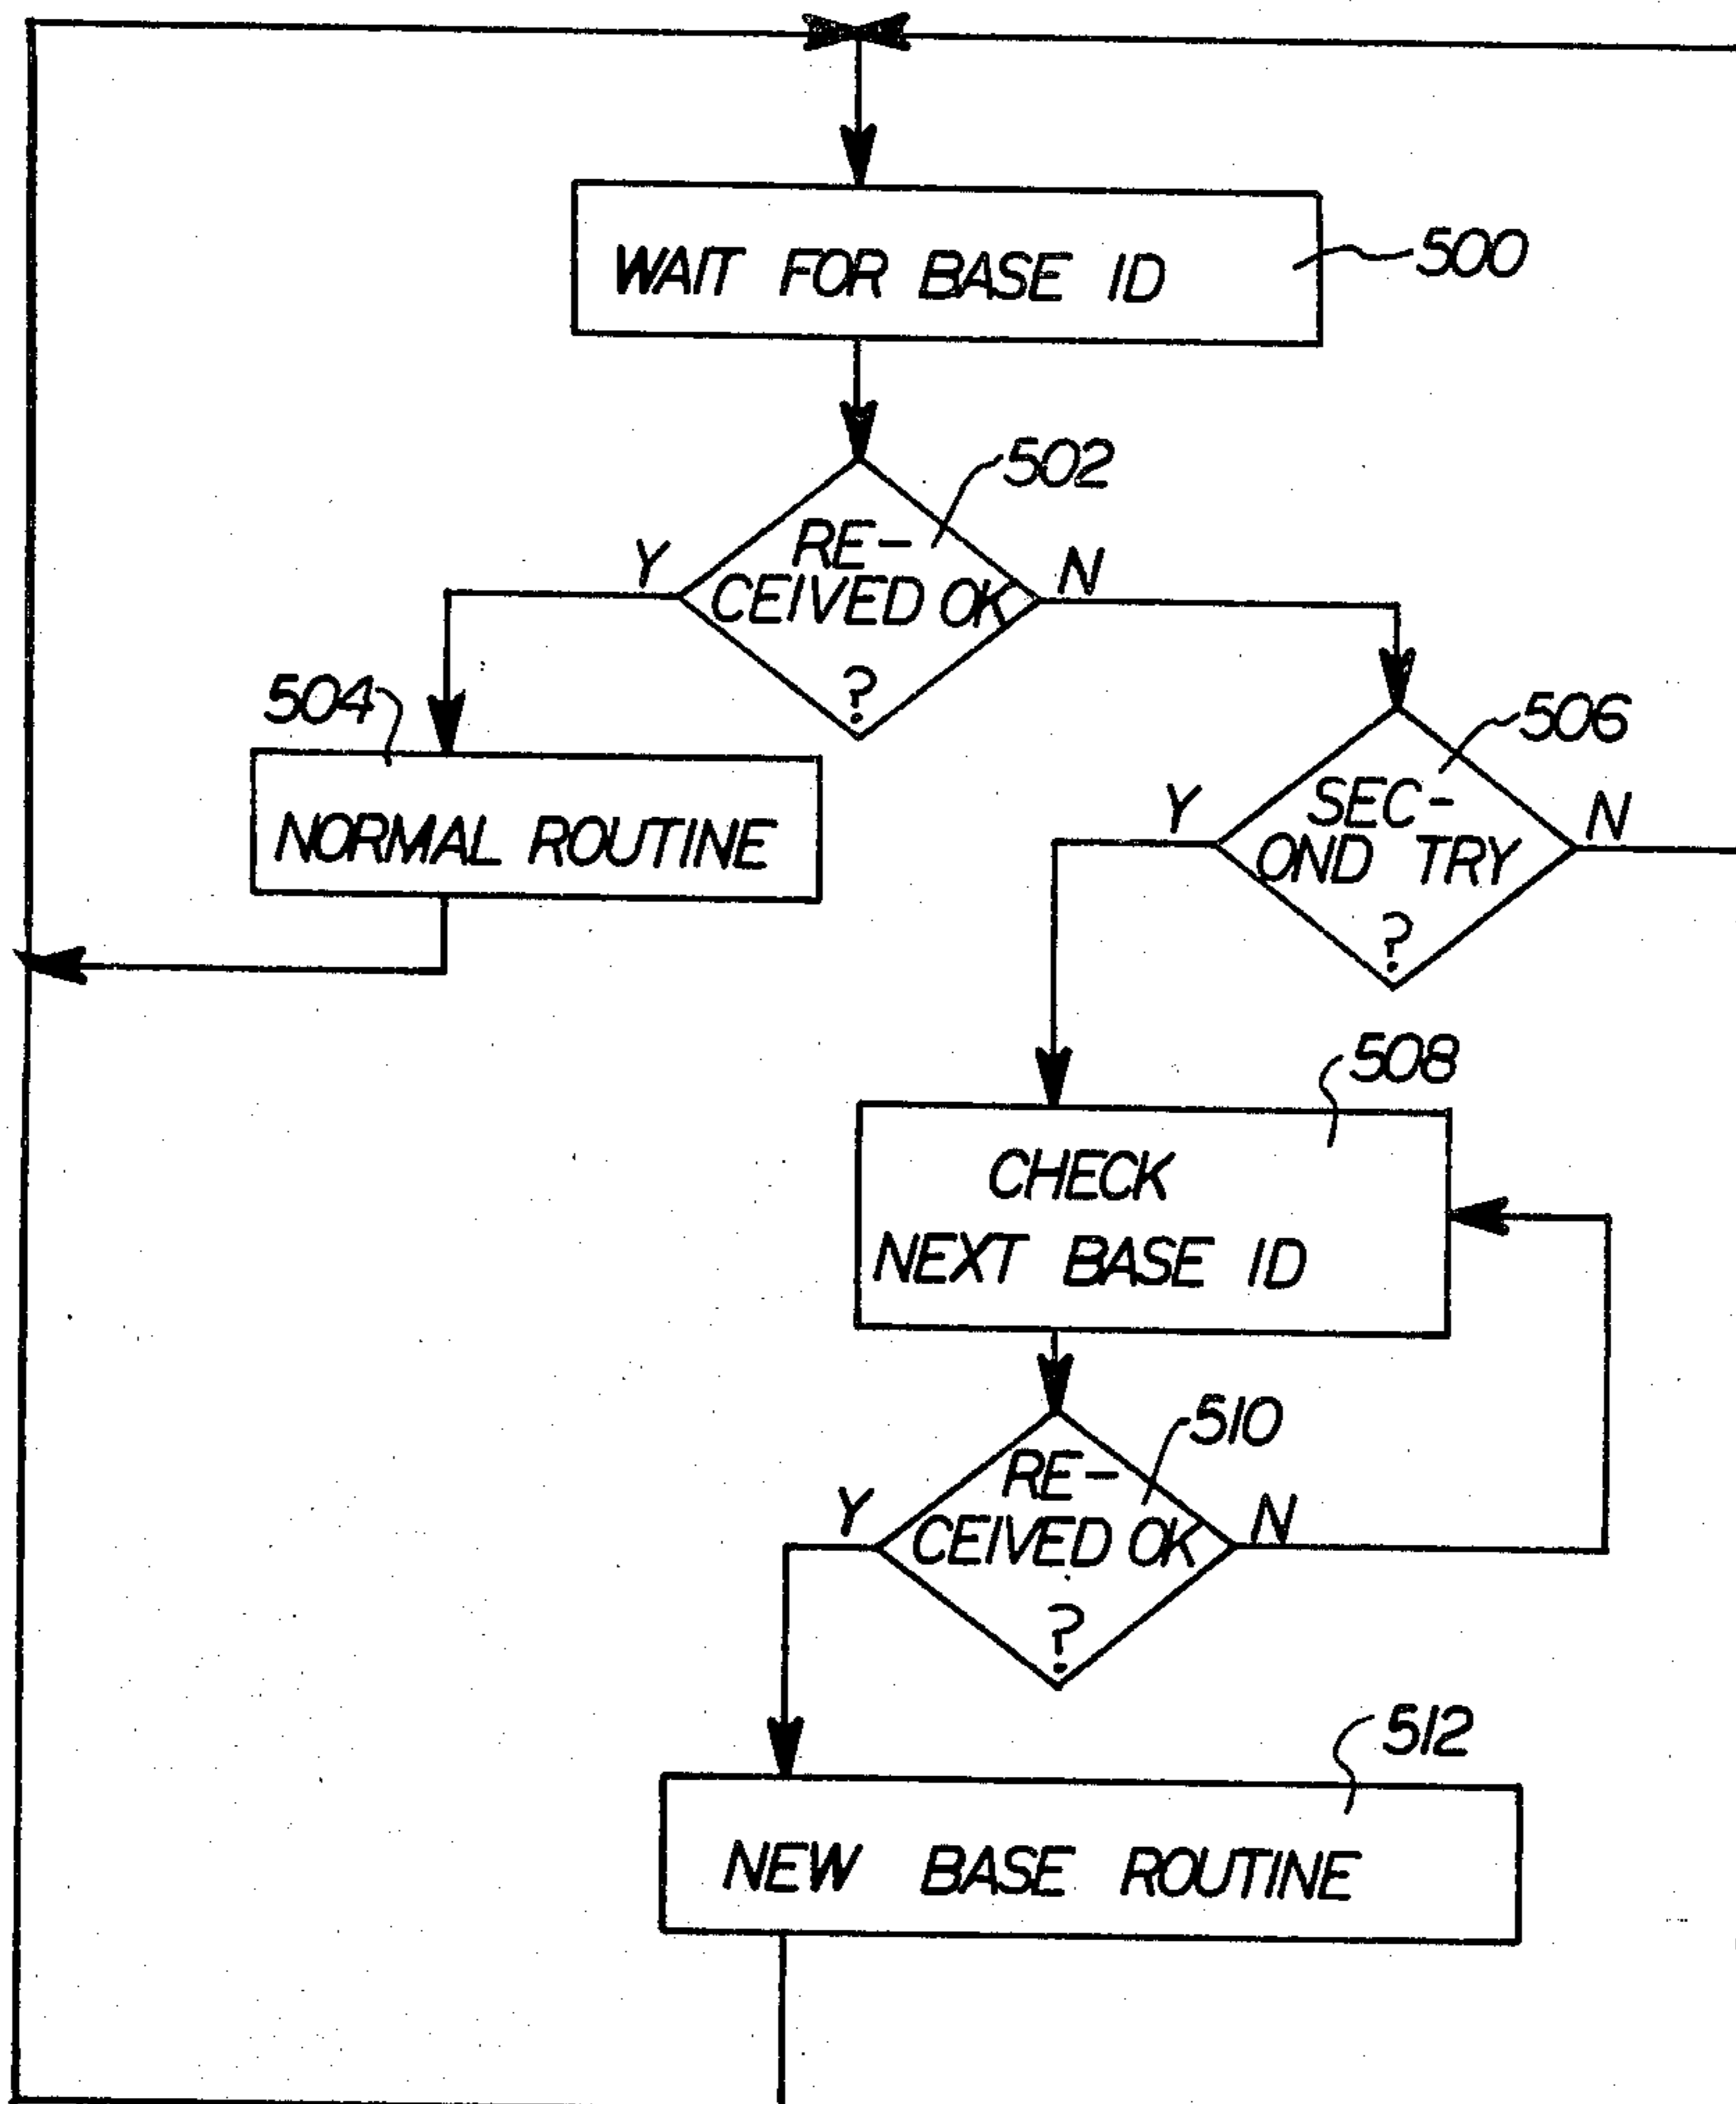 WAIT FOR BASE ID
500
502
RE-
CEIVED OK
?
Y
N
504
NORMAL ROUTINE
506
SEC-
OND TRY
?
Y
N
508
CHECK
NEXT BASE ID
510
RE-
CEIVED OK
?
Y
N
512
NEW BASE ROUTINE